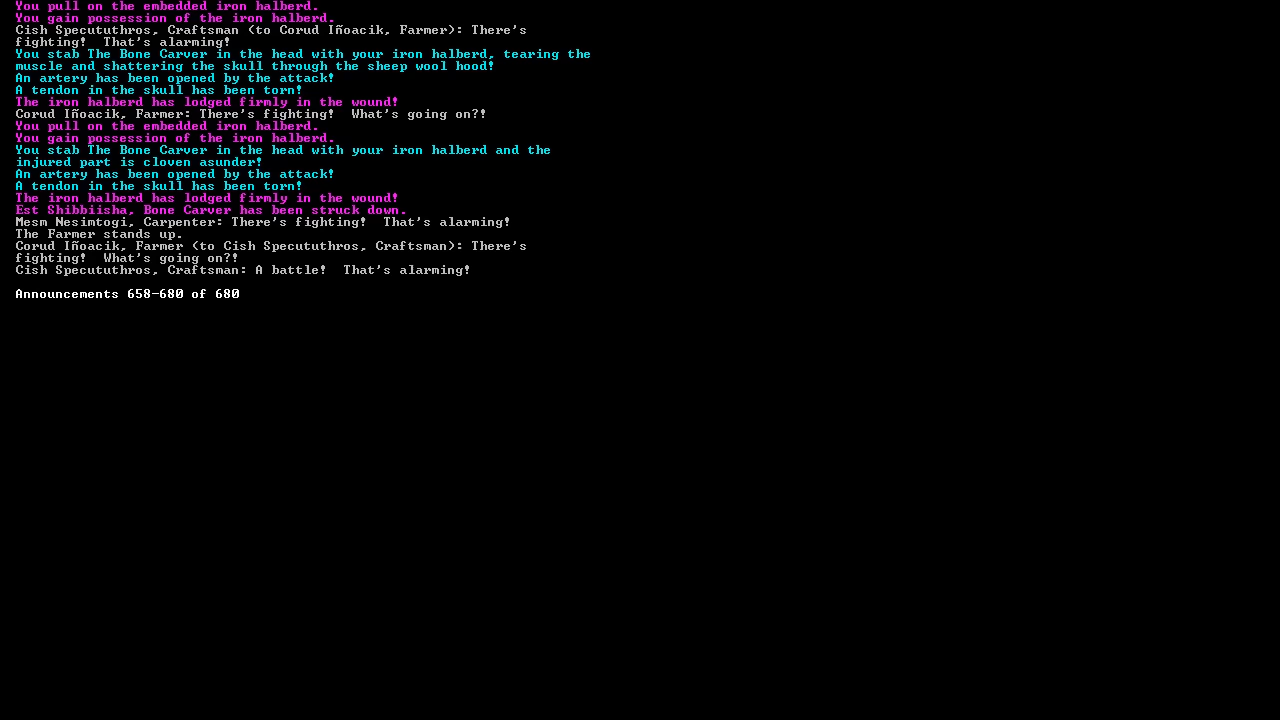 You pull on the embedded iron halberd.
You gain possession of the iron halberd.
Cish Specututhros, Craftsman (to Corud Iñoacik, Farmer): There's
fighting!  That's alarming!
You stab The Bone Carver in the head with your iron halberd, tearing the
muscle and shattering the skull through the sheep wool hood!
An artery has been opened by the attack!
A tendon in the skull has been torn!
The iron halberd has lodged firmly in the wound!
Corud Iñoacik, Farmer: There's fighting!  What's going on?!
You pull on the embedded iron halberd.
You gain possession of the iron halberd.
You stab The Bone Carver in the head with your iron halberd and the
injured part is cloven asunder!
An artery has been opened by the attack!
A tendon in the skull has been torn!
The iron halberd has lodged firmly in the wound!
Est Shibbiisha, Bone Carver has been struck down.
Mesm Nesimtogi, Carpenter: There's fighting!  That's alarming!
The Farmer stands up.
Corud Iñoacik, Farmer (to Cish Specututhros, Craftsman): There's
fighting!  What's going on?!
Cish Specututhros, Craftsman: A battle!  That's alarming!
Announcements 658-680 of 680